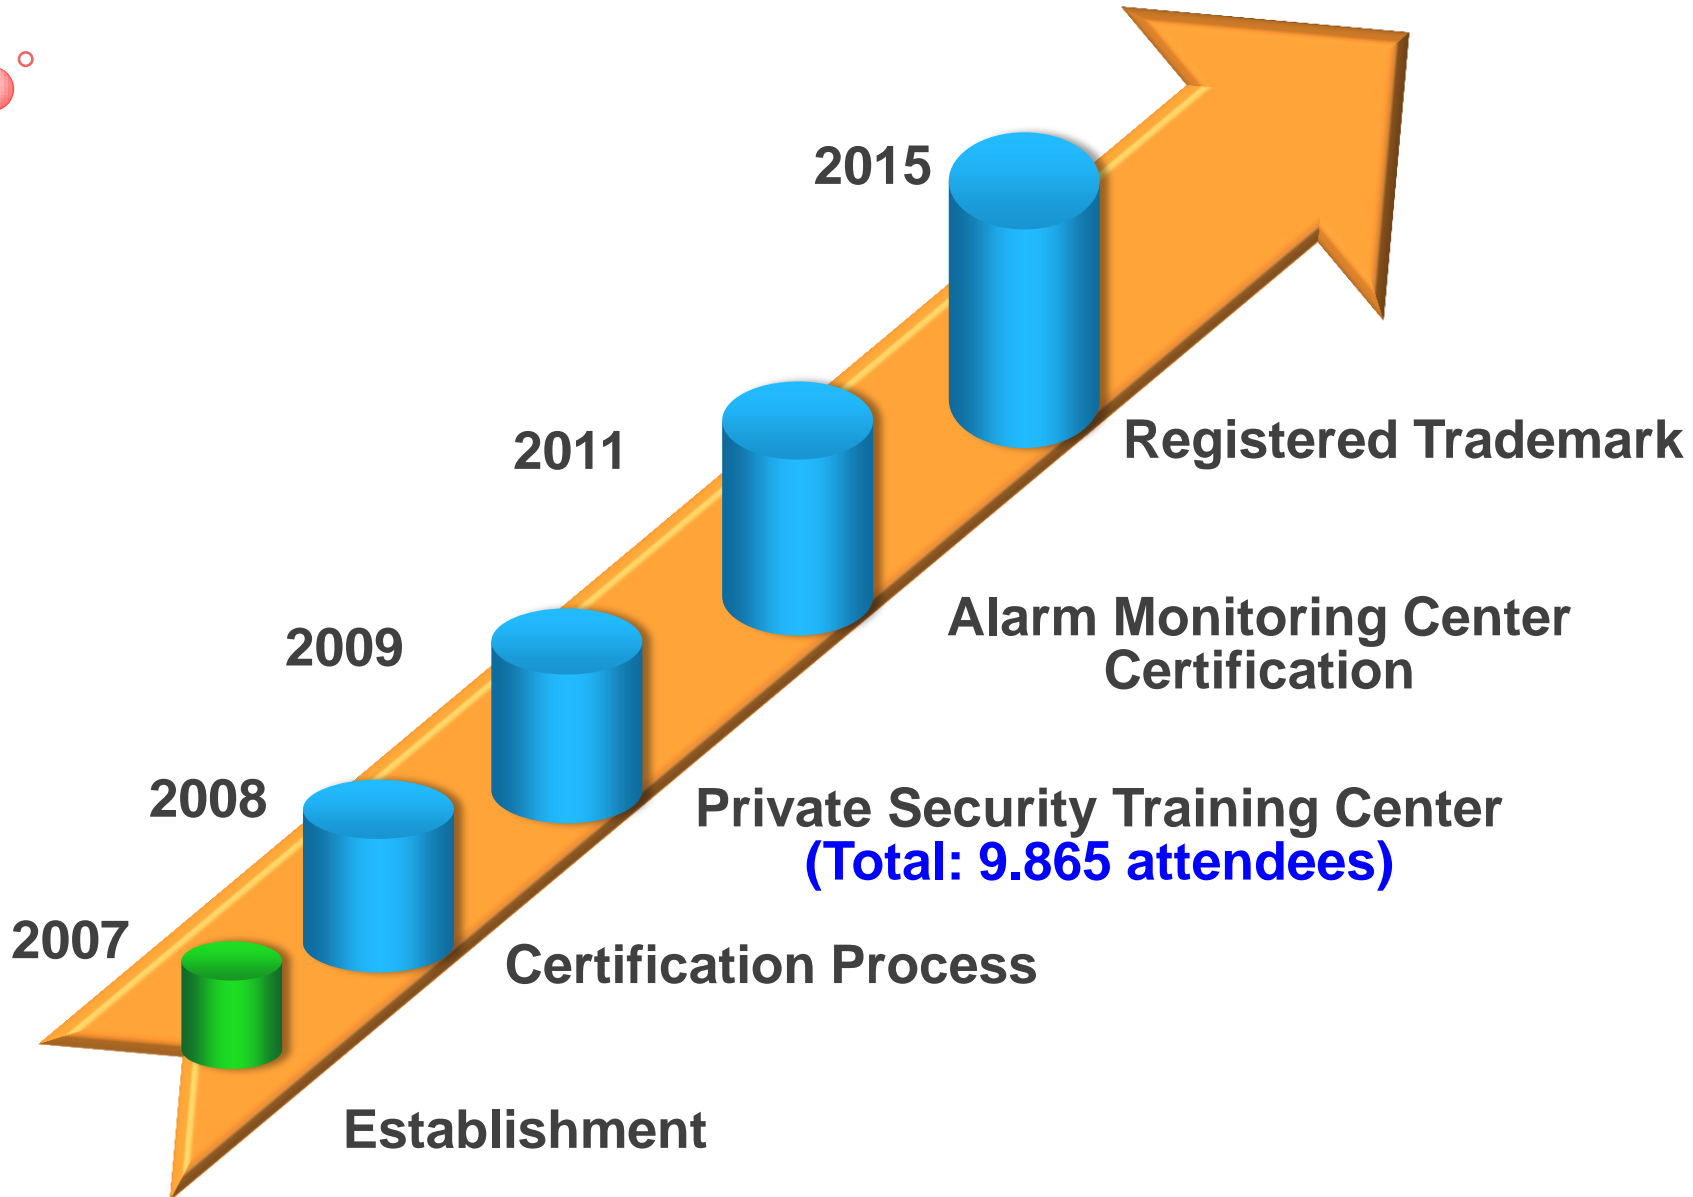 2015
Registered Trademark
2011
Alarm Monitoring Center
Certification
2009
Private Security Training Center
(Total: 9.865 attendees)
2008
Certification Process
2007
Establishment